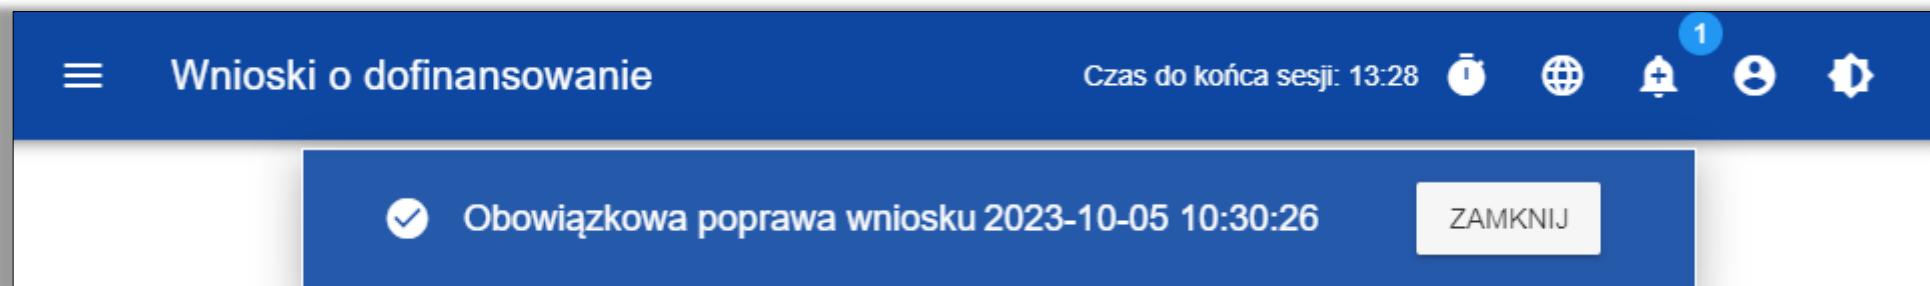 Wnioski o dofinansowanie
Czas do końca sesji: 13:28
1
Obowiązkowa poprawa wniosku 2023-10-05 10:30:26
ZAMKNIJ